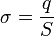 σ = q/S